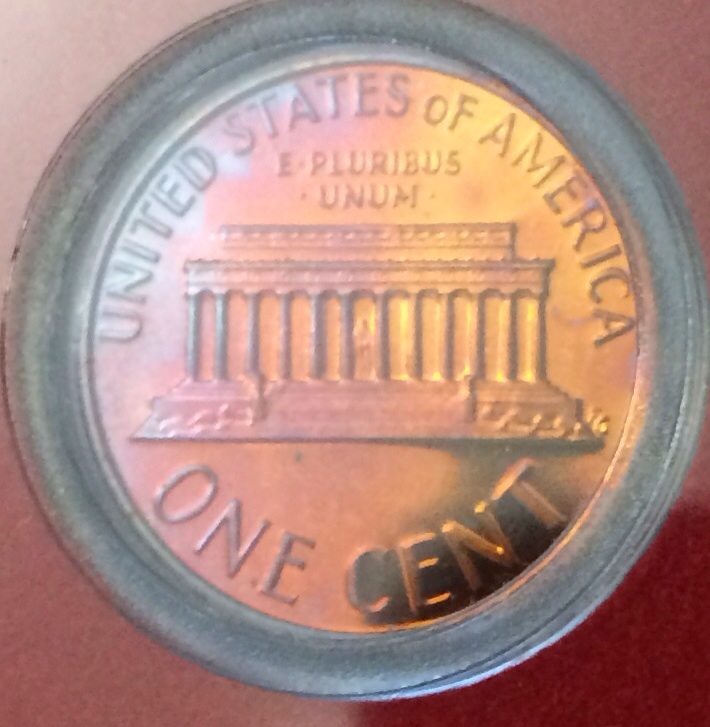 UNITED STATES OF AMERICA
E·PLURIBUS
·UNUM·
ONE CENT